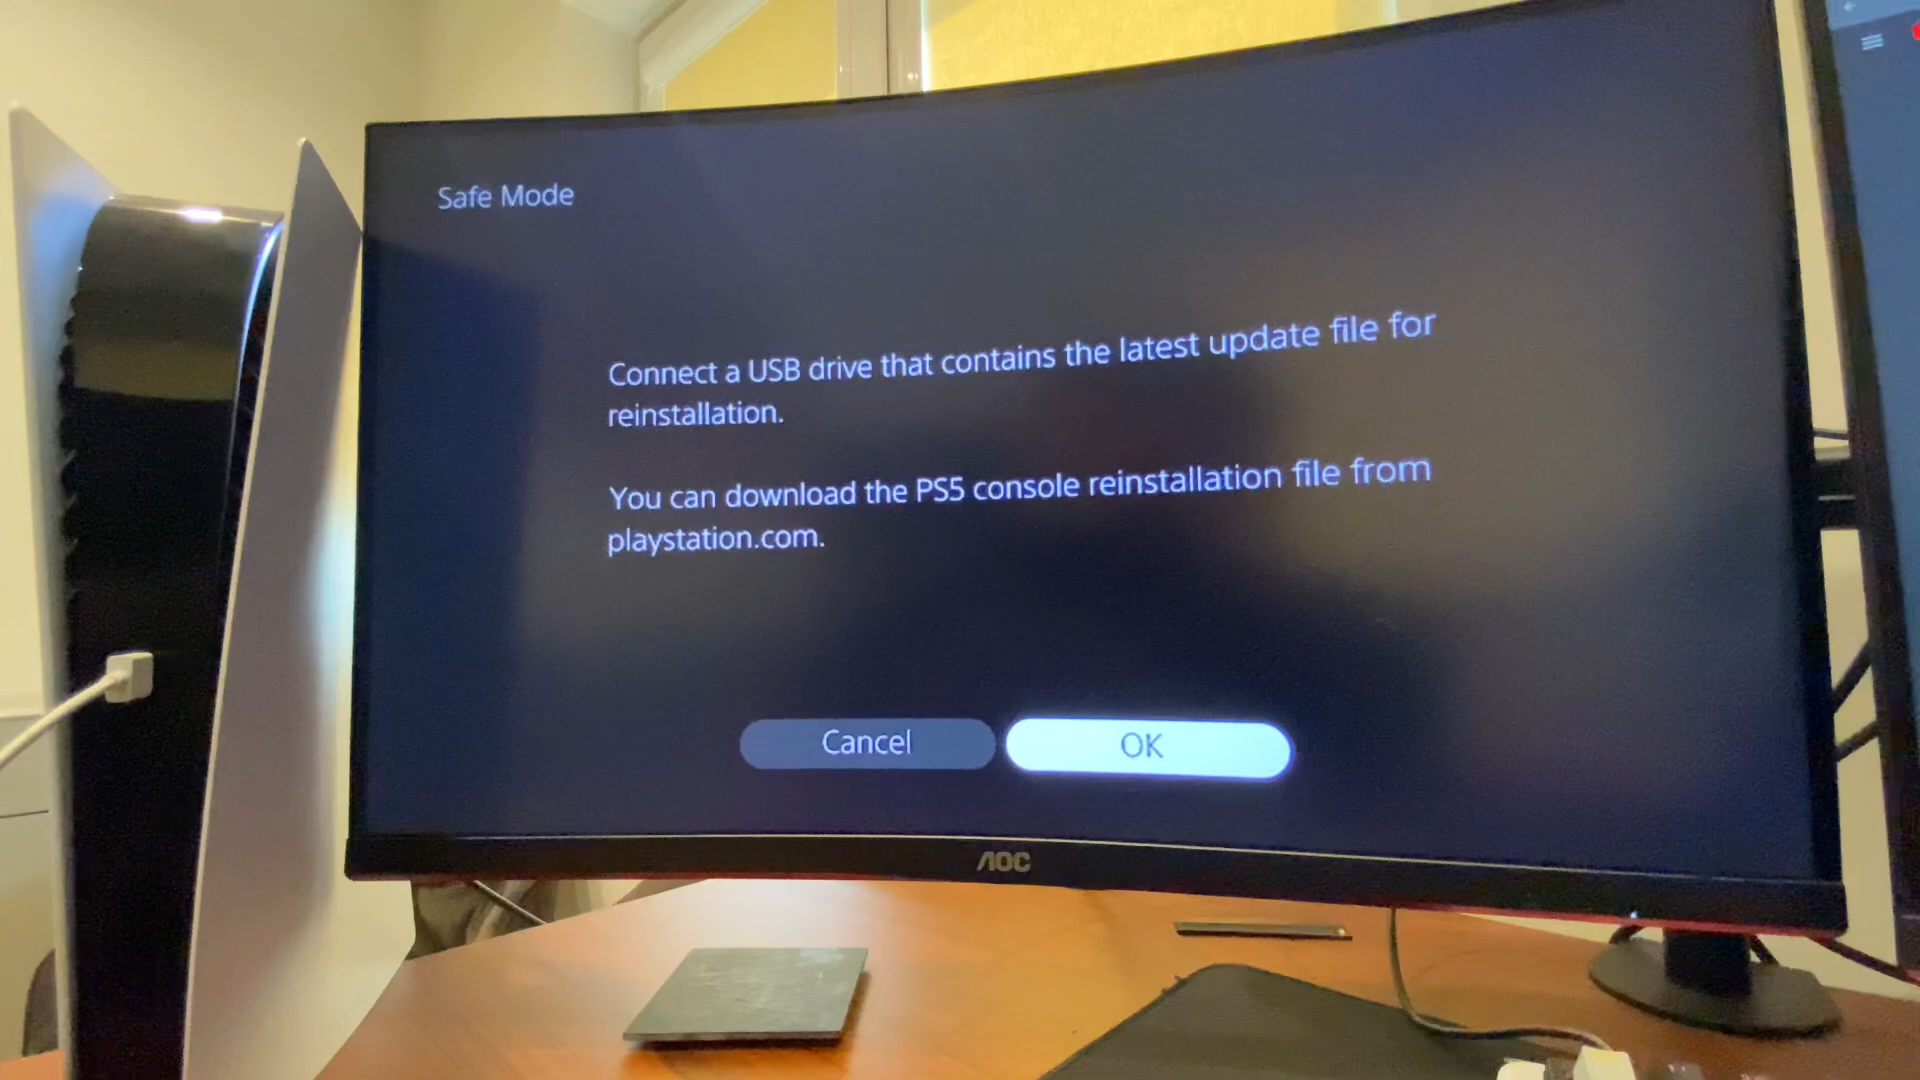 Safe Mode
Connect a USB drive that contains the latest update file for
reinstallation.
You can download the PS5 console reinstallation file from
playstation.com.
Cancel
OK
AOC